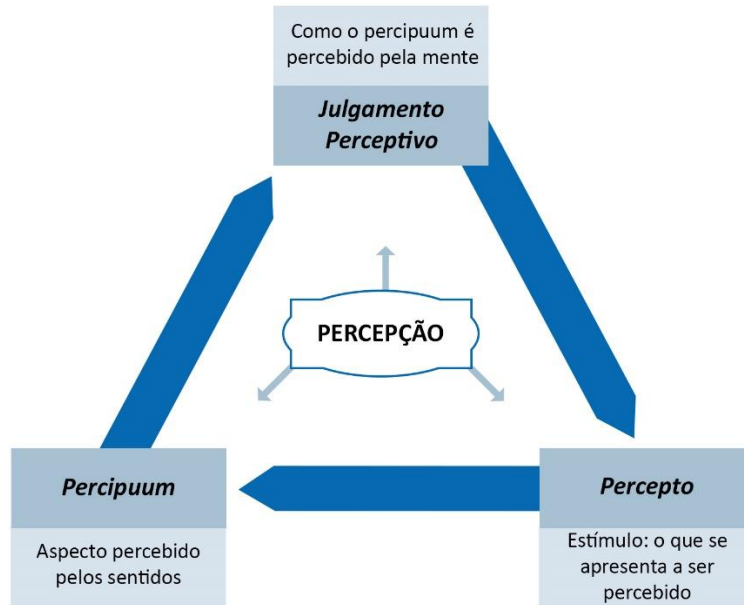 Como o percipuum é
percebido pela mente
Julgamento
Perceptivo
PERCEPÇÃO
Percipuum
Aspecto percebido
pelos sentidos
Percepto
Estímulo: o que se
apresenta a ser
percebido